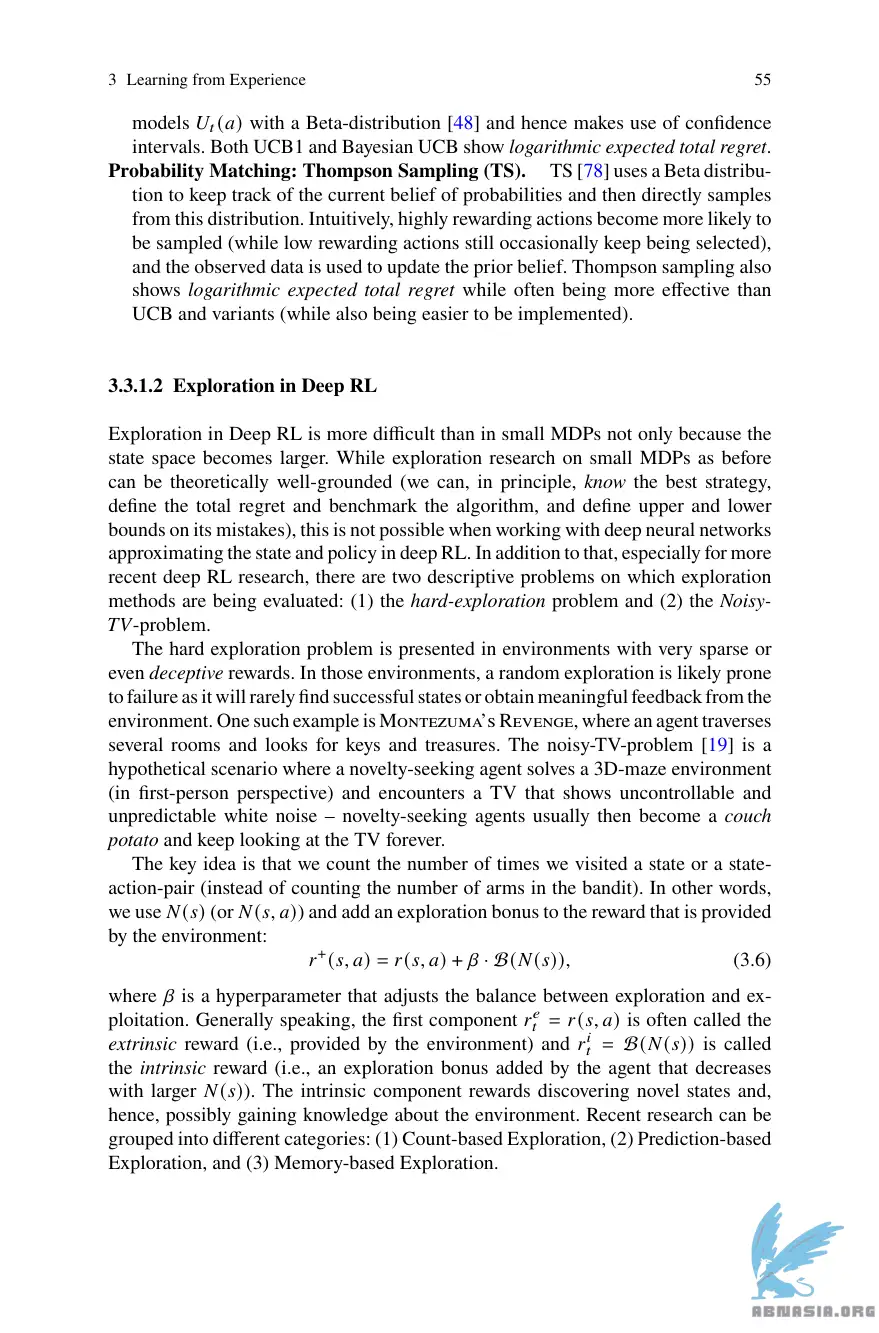 3 Learning from Experience 55
models Ut(a) with a Beta-distribution [48] and hence makes use of confidence
intervals. Both UCB1 and Bayesian UCB show logarithmic expected total regret.
Probability Matching: Thompson Sampling (TS). TS [78] uses a Beta distribu-
tion to keep track of the current belief of probabilities and then directly samples
from this distribution. Intuitively, highly rewarding actions become more likely to
be sampled (while low rewarding actions still occasionally keep being selected),
and the observed data is used to update the prior belief. Thompson sampling also
shows logarithmic expected total regret while often being more effective than
UCB and variants (while also being easier to be implemented).
3.3.1.2 Exploration in Deep RL
Exploration in Deep RL is more difficult than in small MDPs not only because the
state space becomes larger. While exploration research on small MDPs as before
can be theoretically well-grounded (we can, in principle, know the best strategy,
define the total regret and benchmark the algorithm, and define upper and lower
bounds on its mistakes), this is not possible when working with deep neural networks
approximating the state and policy in deep RL. In addition to that, especially for more
recent deep RL research, there are two descriptive problems on which exploration
methods are being evaluated: (1) the hard-exploration problem and (2) the Noisy-
TV-problem.
The hard exploration problem is presented in environments with very sparse or
even deceptive rewards. In those environments, a random exploration is likely prone
to failure as it will rarely find successful states or obtain meaningful feedback from the
environment. One such example is Montezuma's Revenge, where an agent traverses
several rooms and looks for keys and treasures. The noisy-TV-problem [19] is a
hypothetical scenario where a novelty-seeking agent solves a 3D-maze environment
(in first-person perspective) and encounters a TV that shows uncontrollable and
unpredictable white noise – novelty-seeking agents usually then become a couch
potato and keep looking at the TV forever.
The key idea is that we count the number of times we visited a state or a state-
action-pair (instead of counting the number of arms in the bandit). In other words,
we use N(s) (or N(s, a)) and add an exploration bonus to the reward that is provided
by the environment:
r⁺(s, a) = r(s, a) + β · ℬ(N(s)), (3.6)
where β is a hyperparameter that adjusts the balance between exploration and ex-
ploitation. Generally speaking, the first component rᵉₜ = r(s, a) is often called the
extrinsic reward (i.e., provided by the environment) and rⁱₜ = ℬ(N(s)) is called
the intrinsic reward (i.e., an exploration bonus added by the agent that decreases
with larger N(s)). The intrinsic component rewards discovering novel states and,
hence, possibly gaining knowledge about the environment. Recent research can be
grouped into different categories: (1) Count-based Exploration, (2) Prediction-based
Exploration, and (3) Memory-based Exploration.
ABNASIA.ORG